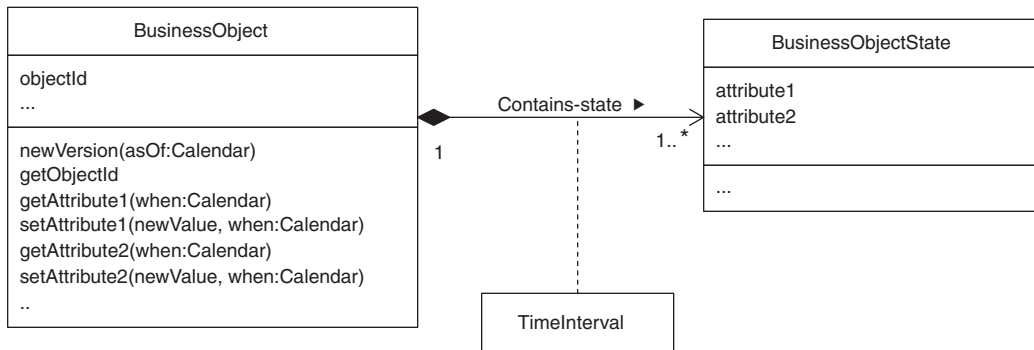 BusinessObject
objectId
...
newVersion(asOf:Calendar)
getObjectId
getAttribute1(when:Calendar)
setAttribute1(newValue, when:Calendar)
getAttribute2(when:Calendar)
setAttribute2(newValue, when:Calendar)
..
Contains-state ▶
1
1..*
BusinessObjectState
attribute1
attribute2
...
...
TimeInterval